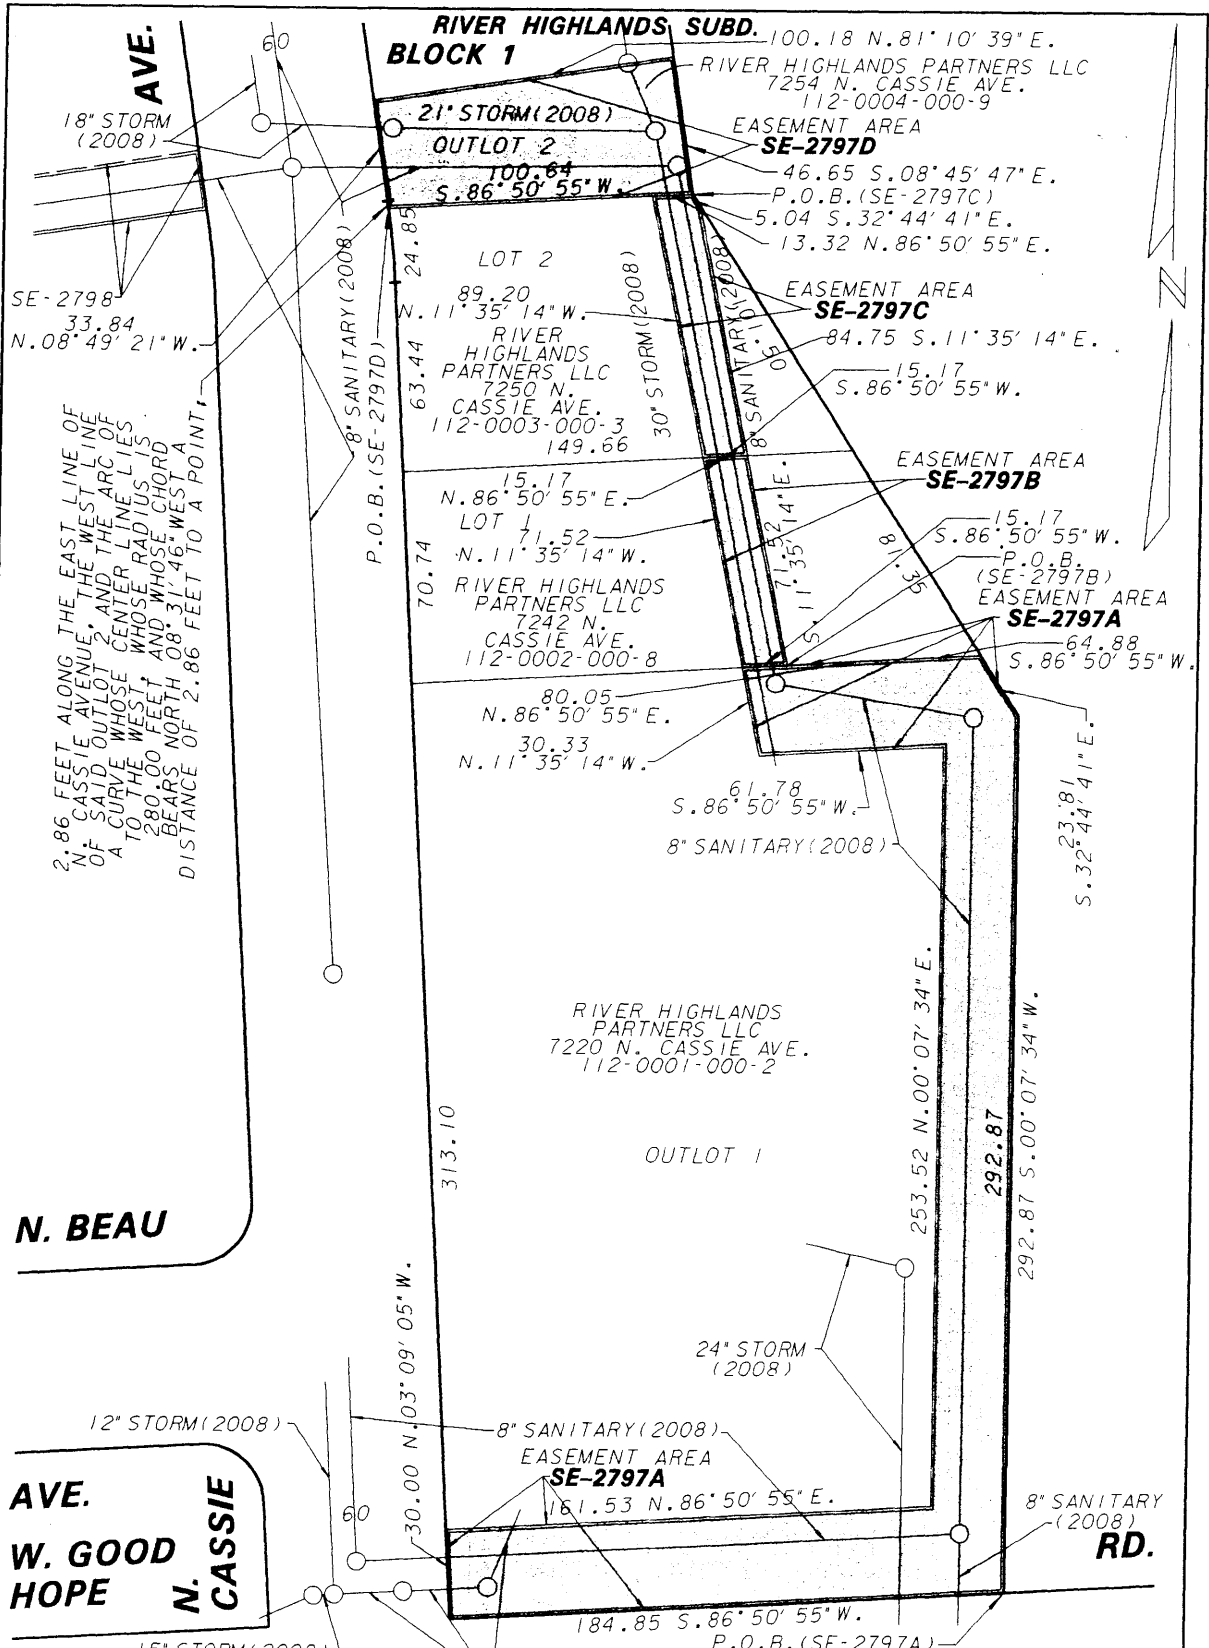 RIVER HIGHLANDS SUBD.
BLOCK 1
AVE.
60
100.18 N.81°10'39"E.
RIVER HIGHLANDS PARTNERS LLC
7254 N. CASSIE AVE.
112-0004-000-9
18" STORM
(2008)
21" STORM(2008)
OUTLOT 2
100.64
S.86°50'55"W.
EASEMENT AREA
SE-2797D
46.65 S.08°45'47"E.
P.O.B.(SE-2797C)
5.04 S.32°44'41"E.
13.32 N.86°50'55"E.
SE-2798
33.84
N.08°49'21"W.
8" SANITARY(2008)
P.O.B.(SE-2797D)
24.85
LOT 2
89.20
N.11°35'14"W.
RIVER
HIGHLANDS
PARTNERS LLC
7250 N.
CASSIE AVE.
112-0003-000-3
149.66
63.44
30" STORM(2008)
8" SANITARY(2008)
EASEMENT AREA
SE-2797C
84.75 S.11°35'14"E.
15.17
S.86°50'55"W.
2.86 FEET ALONG THE EAST LINE OF
N. CASSIE AVENUE, THE WEST LINE
OF SAID OUTLOT 2 AND THE ARC OF
A CURVE WHOSE CENTER LINE LIES
TO THE WEST, WHOSE RADIUS IS
280.00 FEET AND WHOSE CHORD
BEARS NORTH 08°31'46"WEST A
DISTANCE OF 2.86 FEET TO A POINT,
15.17
N.86°50'55"E.
LOT 1
71.52
N.11°35'14"W.
70.74
RIVER HIGHLANDS
PARTNERS LLC
7242 N.
CASSIE AVE.
112-0002-000-8
EASEMENT AREA
SE-2797B
71.52
S.11°35'14"E.
81.35
15.17
S.86°50'55"W.
P.O.B.
(SE-2797B)
EASEMENT AREA
SE-2797A
64.88
S.86°50'55"W.
80.05
N.86°50'55"E.
30.33
N.11°35'14"W.
61.78
S.86°50'55"W.
23.81
S.32°44'41"E.
8" SANITARY(2008)
RIVER HIGHLANDS
PARTNERS LLC
7220 N. CASSIE AVE.
112-0001-000-2
OUTLOT 1
313.10
253.52 N.00°07'34"E.
292.87
292.87 S.00°07'34"W.
N. BEAU
24" STORM
(2008)
12" STORM(2008)
30.00 N.03°09'05"W.
8" SANITARY(2008)
EASEMENT AREA
SE-2797A
161.53 N.86°50'55"E.
60
AVE.
W. GOOD
HOPE
N.
CASSIE
8" SANITARY
(2008)
RD.
184.85 S.86°50'55"W.
15" STORM(2008)
P.O.B.(SE-2797A)
N